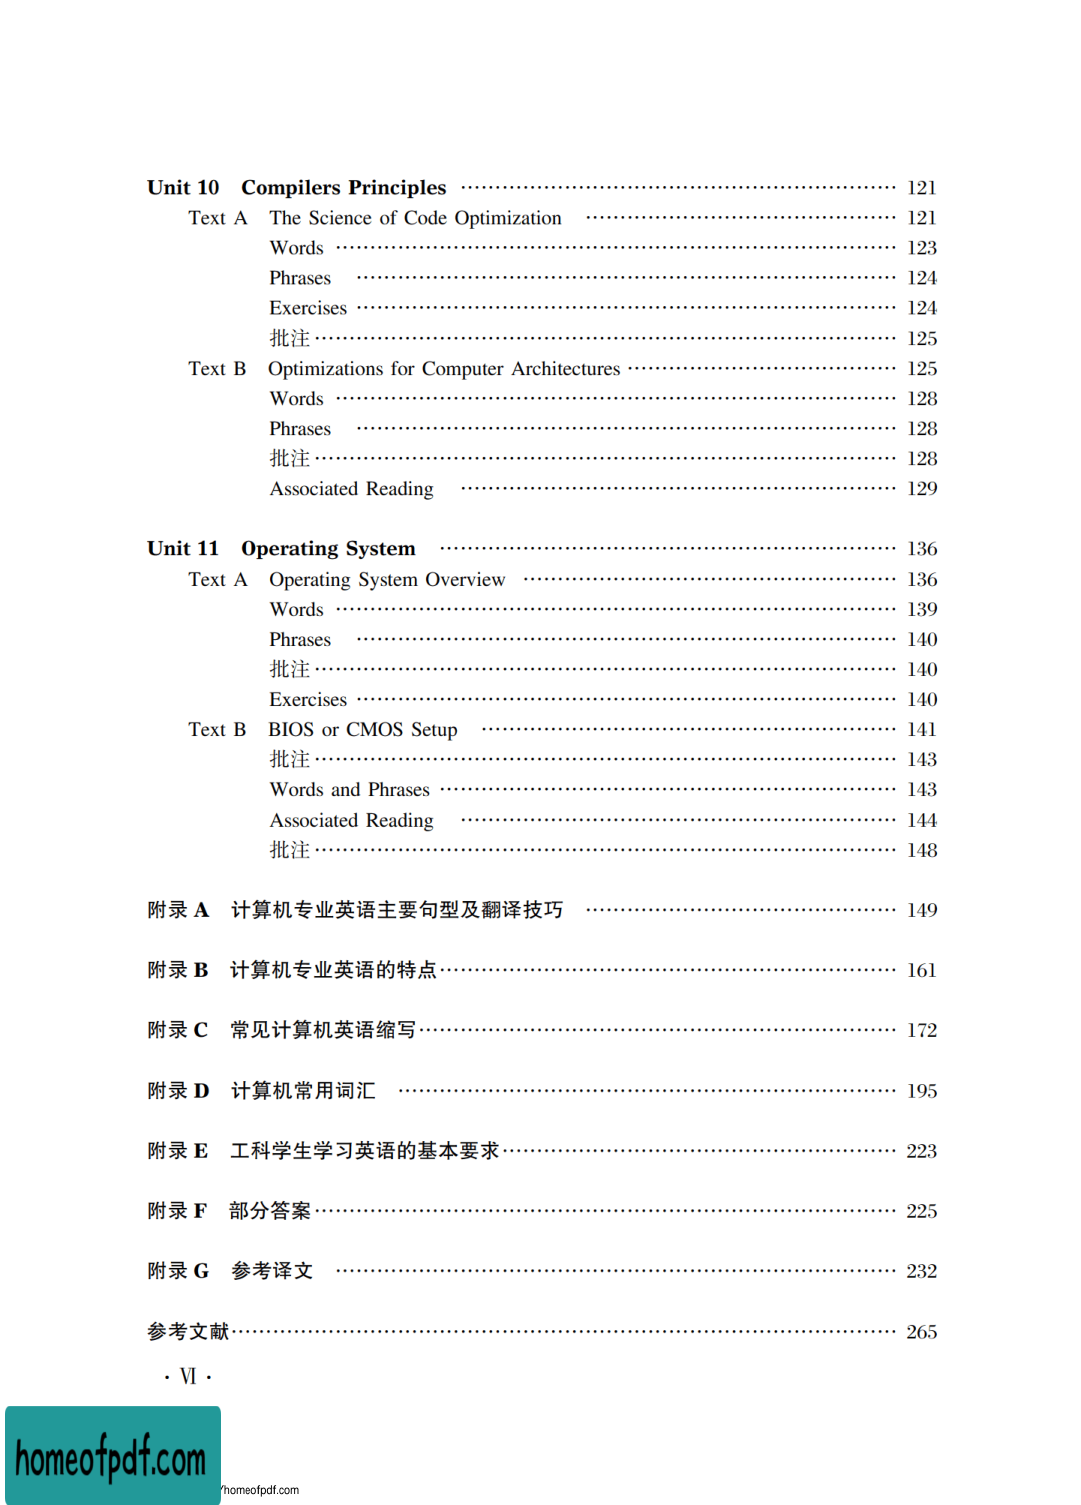 Unit 10 Compilers Principles …… 121
Text A The Science of Code Optimization …… 121
Words …… 123
Phrases …… 124
Exercises …… 124
批注 …… 125
Text B Optimizations for Computer Architectures …… 125
Words …… 128
Phrases …… 128
批注 …… 128
Associated Reading …… 129
Unit 11 Operating System …… 136
Text A Operating System Overview …… 136
Words …… 139
Phrases …… 140
批注 …… 140
Exercises …… 140
Text B BIOS or CMOS Setup …… 141
批注 …… 143
Words and Phrases …… 143
Associated Reading …… 144
批注 …… 148
附录 A 计算机专业英语主要句型及翻译技巧 …… 149
附录 B 计算机专业英语的特点 …… 161
附录 C 常见计算机英语缩写 …… 172
附录 D 计算机常用词汇 …… 195
附录 E 工科学生学习英语的基本要求 …… 223
附录 F 部分答案 …… 225
附录 G 参考译文 …… 232
参考文献 …… 265
· Ⅵ ·
homeofpdf.com
/homeofpdf.com